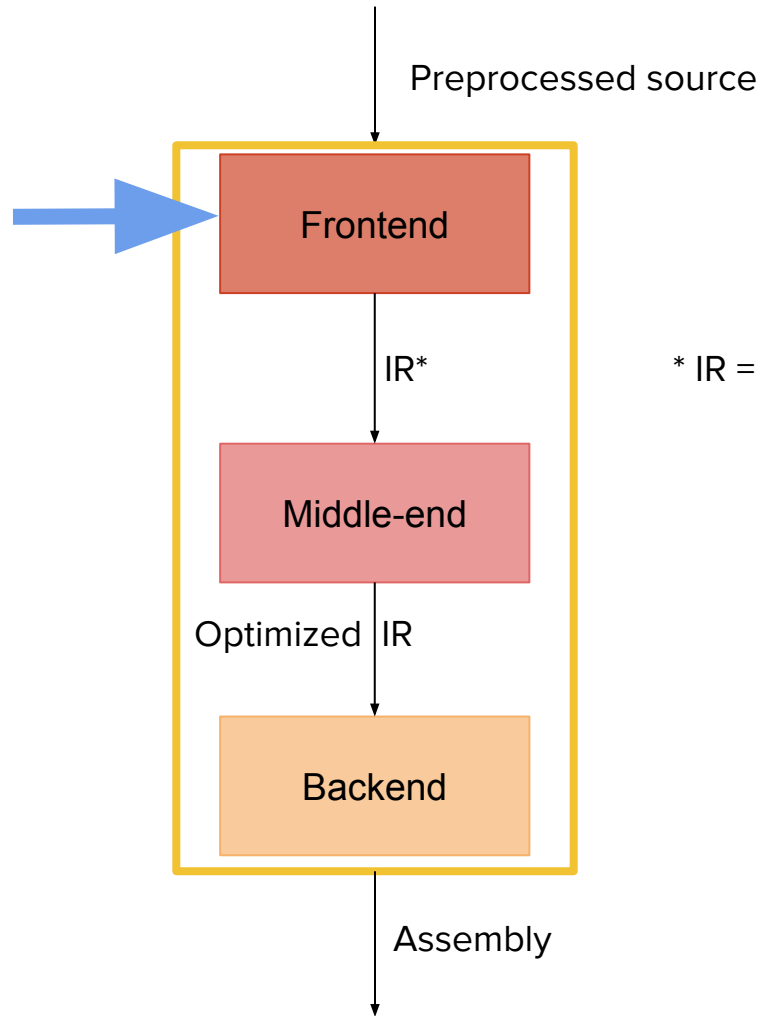 Preprocessed source
Frontend
IR*
* IR =
Middle-end
Optimized IR
Backend
Assembly